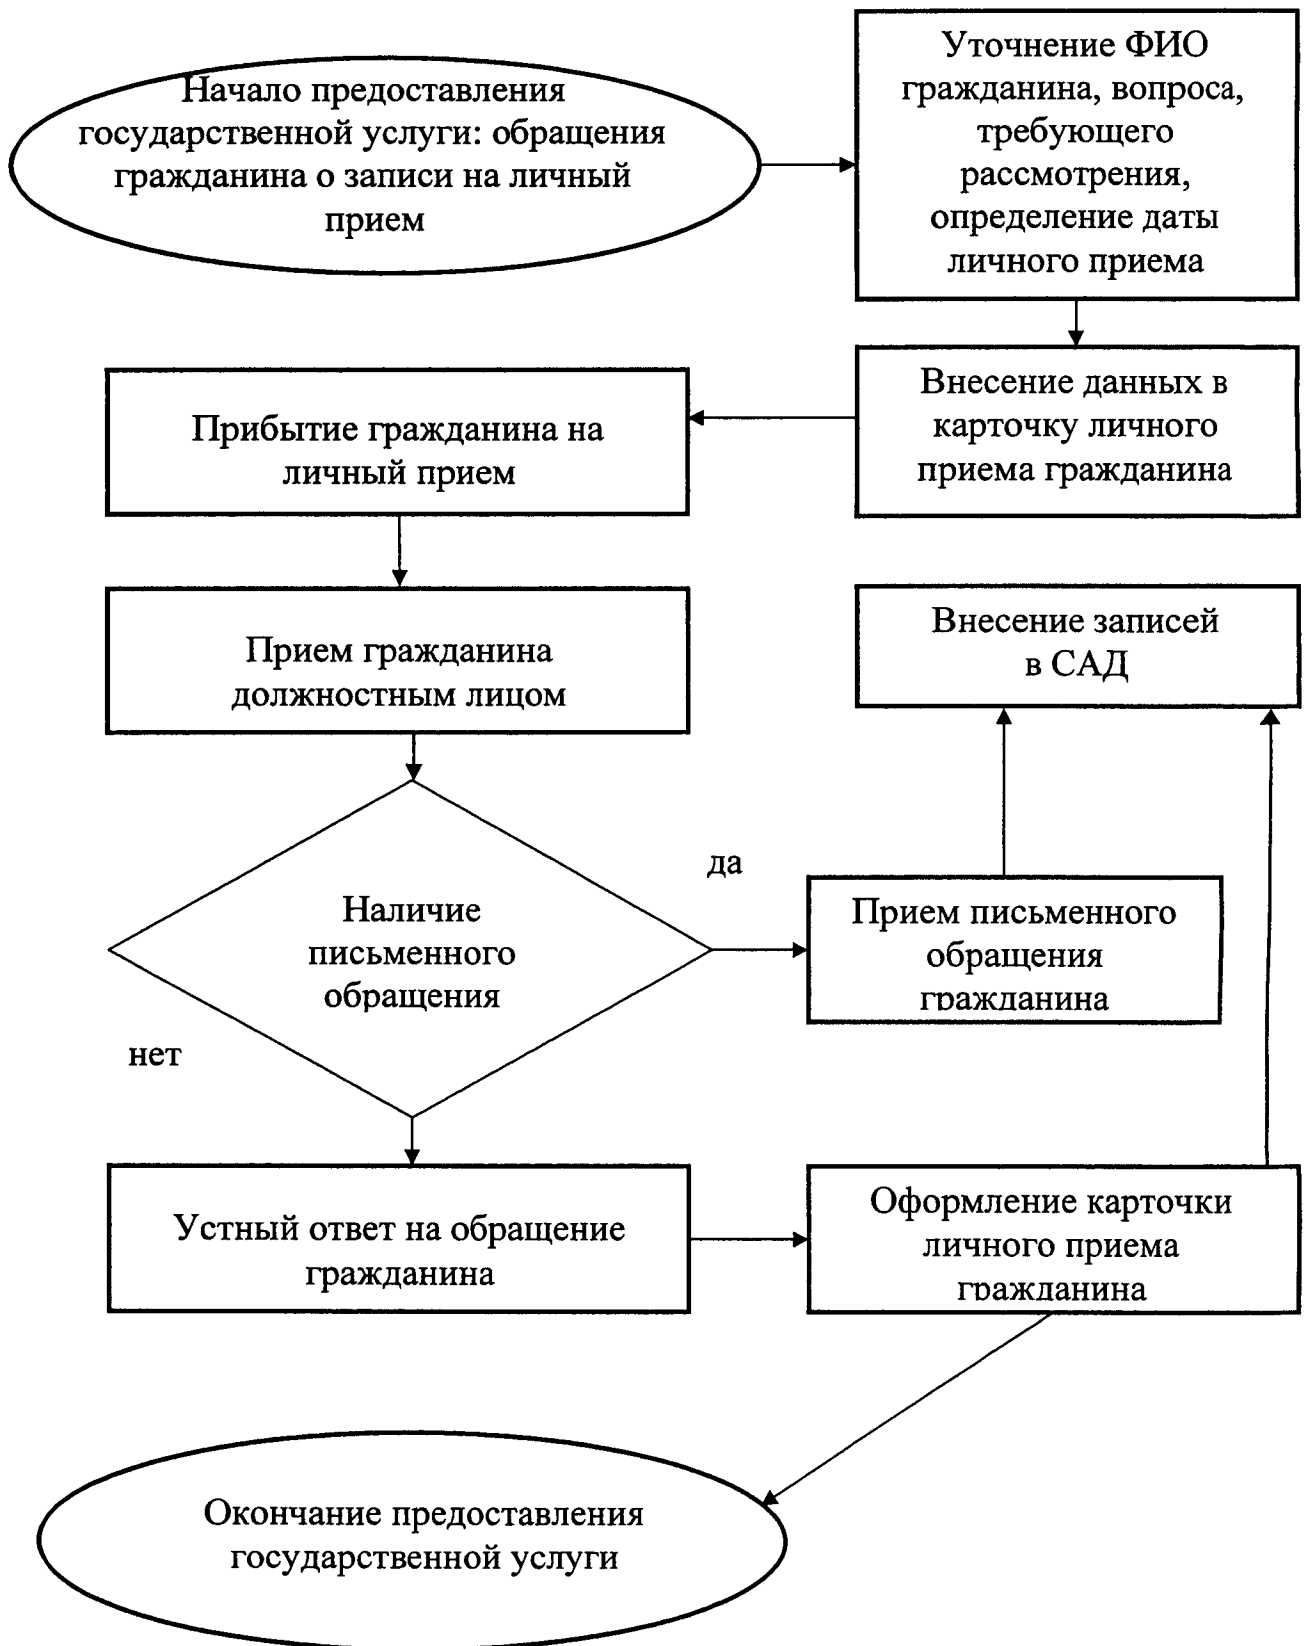 Начало предоставления
государственной услуги: обращения
гражданина о записи на личный
прием
Уточнение ФИО
гражданина, вопроса,
требующего
рассмотрения,
определение даты
личного приема
Внесение данных в
карточку личного
приема гражданина
Прибытие гражданина на
личный прием
Прием гражданина
должностным лицом
Внесение записей
в САД
Наличие
письменного
обращения
да
Прием письменного
обращения
гражданина
нет
Устный ответ на обращение
гражданина
Оформление карточки
личного приема
гражданина
Окончание предоставления
государственной услуги